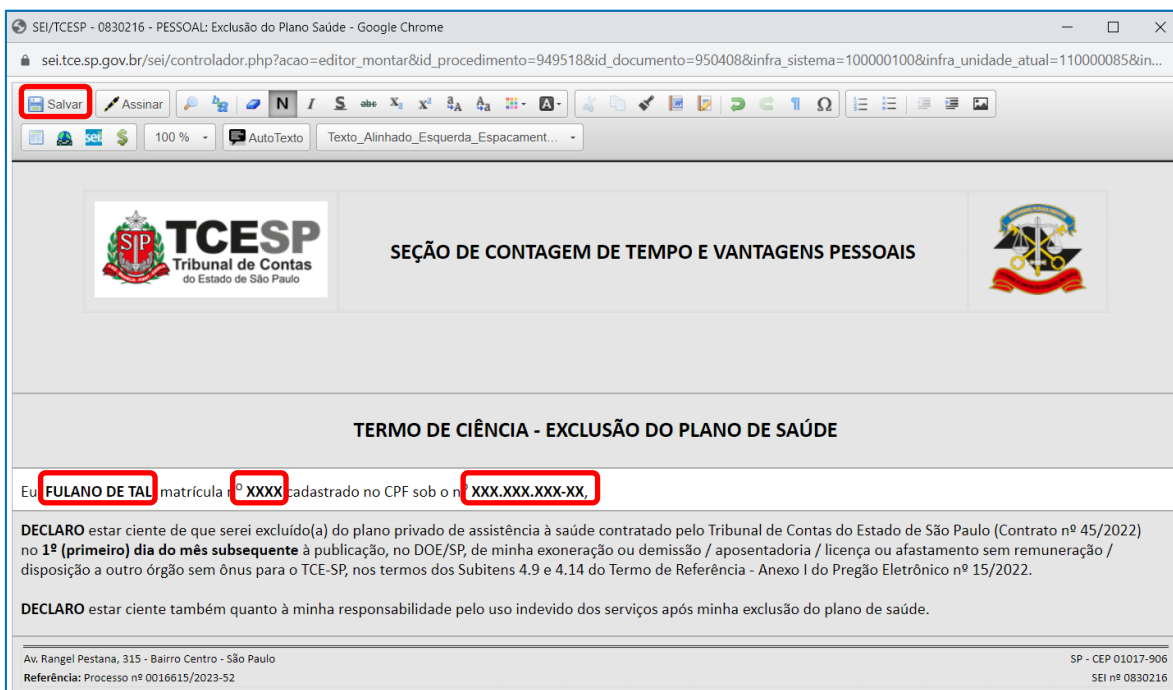 SEI/TCESP - 0830216 - PESSOAL: Exclusão do Plano Saúde - Google Chrome
sei.tce.sp.gov.br/sei/controlador.php?acao=editor_montar&id_procedimento=949518&id_documento=950408&infra_sistema=100000100&infra_unidade_atual=110000085&in...
Salvar Assinar N I S abc X₂ X² AutoTexto
100 % AutoTexto Texto_Alinhado_Esquerda_Espacament...
SIP TCESP
Tribunal de Contas
do Estado de São Paulo
SEÇÃO DE CONTAGEM DE TEMPO E VANTAGENS PESSOAIS
TERMO DE CIÊNCIA - EXCLUSÃO DO PLANO DE SAÚDE
Eu FULANO DE TAL matrícula nº XXXX cadastrado no CPF sob o nº XXX.XXX.XXX-XX,
DECLARO estar ciente de que serei excluído(a) do plano privado de assistência à saúde contratado pelo Tribunal de Contas do Estado de São Paulo (Contrato nº 45/2022)
no 1º (primeiro) dia do mês subsequente à publicação, no DOE/SP, de minha exoneração ou demissão / aposentadoria / licença ou afastamento sem remuneração /
disposição a outro órgão sem ônus para o TCE-SP, nos termos dos Subitens 4.9 e 4.14 do Termo de Referência - Anexo I do Pregão Eletrônico nº 15/2022.
DECLARO estar ciente também quanto à minha responsabilidade pelo uso indevido dos serviços após minha exclusão do plano de saúde.
Av. Rangel Pestana, 315 - Bairro Centro - São Paulo SP - CEP 01017-906
Referência: Processo nº 0016615/2023-52 SEI nº 0830216